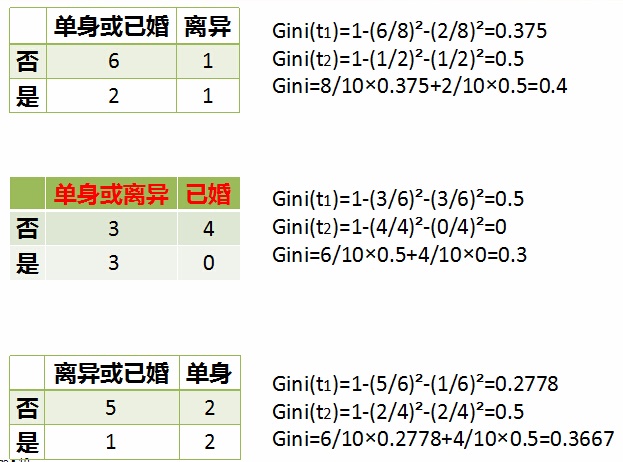 单身或已婚 离异
否 6 1
是 2 1
Gini(t1)=1-(6/8)²-(2/8)²=0.375
Gini(t2)=1-(1/2)²-(1/2)²=0.5
Gini=8/10×0.375+2/10×0.5=0.4
单身或离异 已婚
否 3 4
是 3 0
Gini(t1)=1-(3/6)²-(3/6)²=0.5
Gini(t2)=1-(4/4)²-(0/4)²=0
Gini=6/10×0.5+4/10×0=0.3
离异或已婚 单身
否 5 2
是 1 2
Gini(t1)=1-(5/6)²-(1/6)²=0.2778
Gini(t2)=1-(2/4)²-(2/4)²=0.5
Gini=6/10×0.2778+4/10×0.5=0.3667